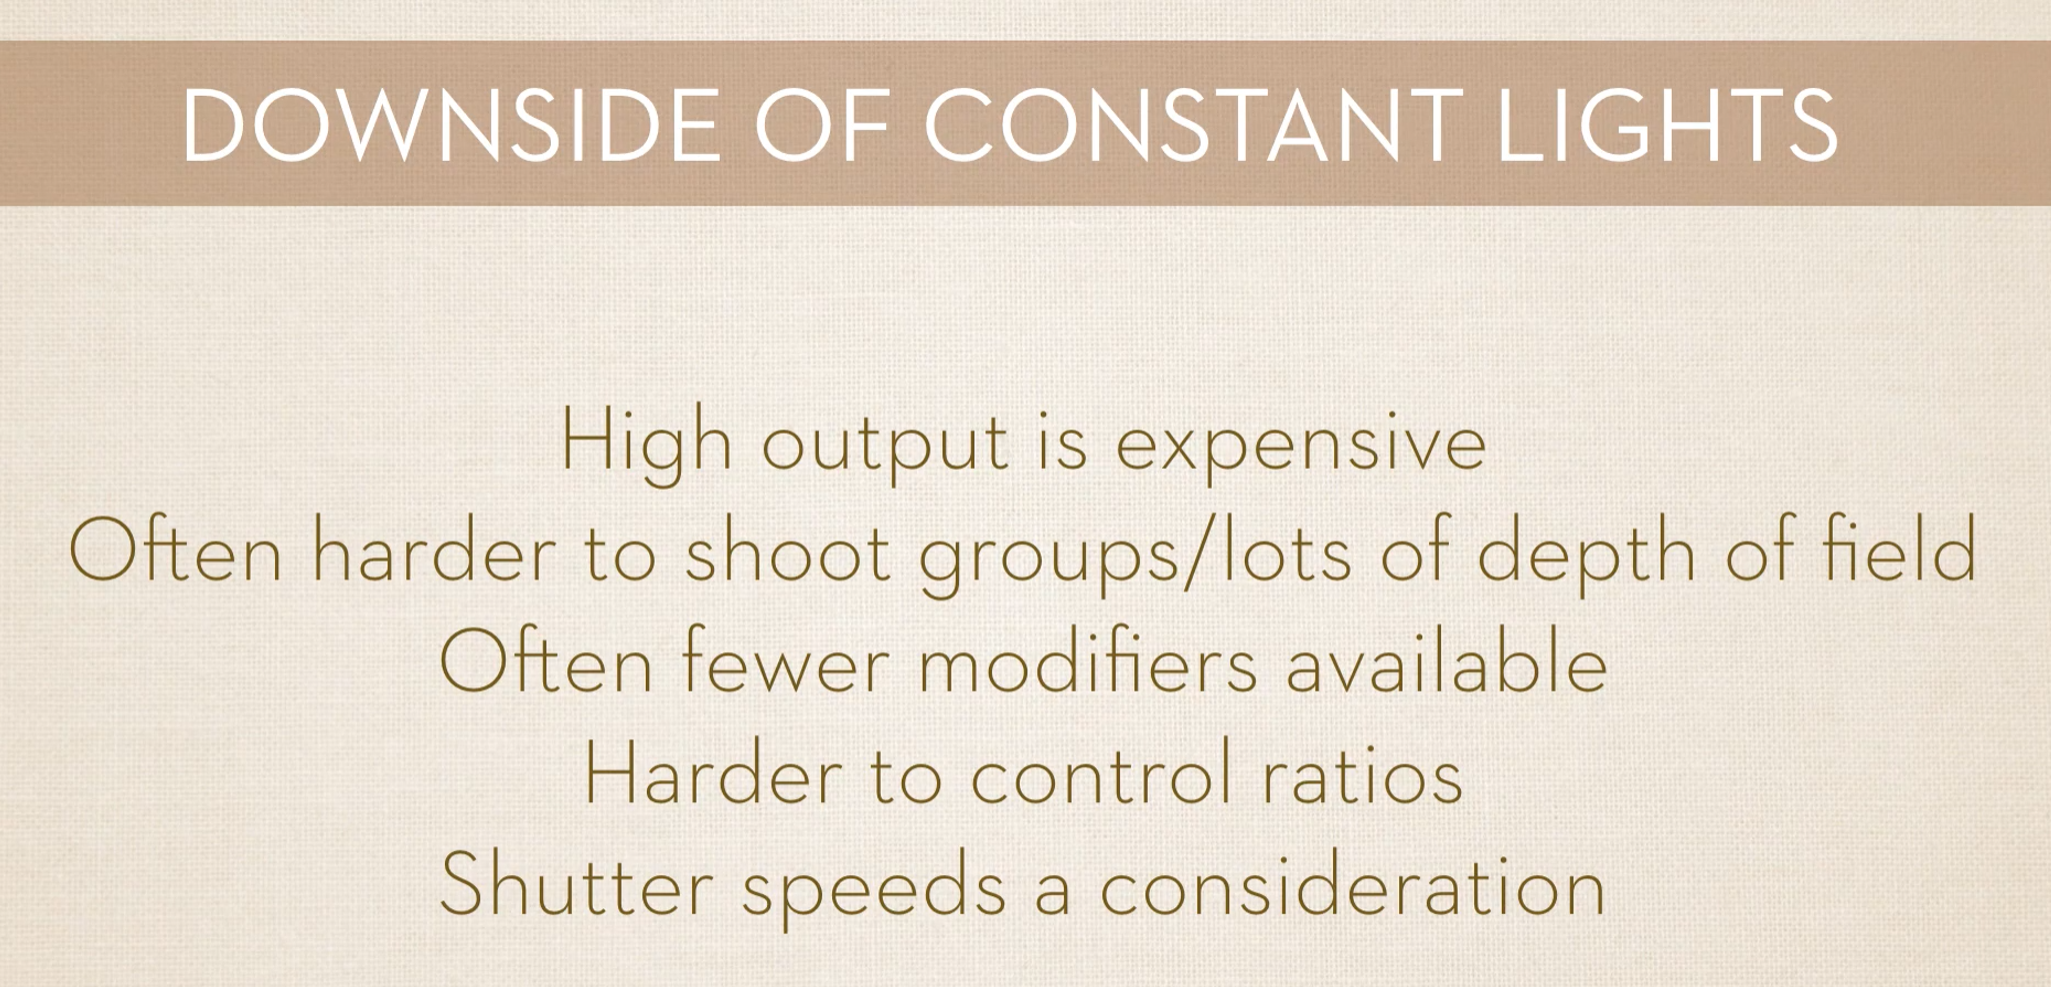 DOWNSIDE OF CONSTANT LIGHTS
High output is expensive
Often harder to shoot groups/lots of depth of field
Often fewer modifiers available
Harder to control ratios
Shutter speeds a consideration